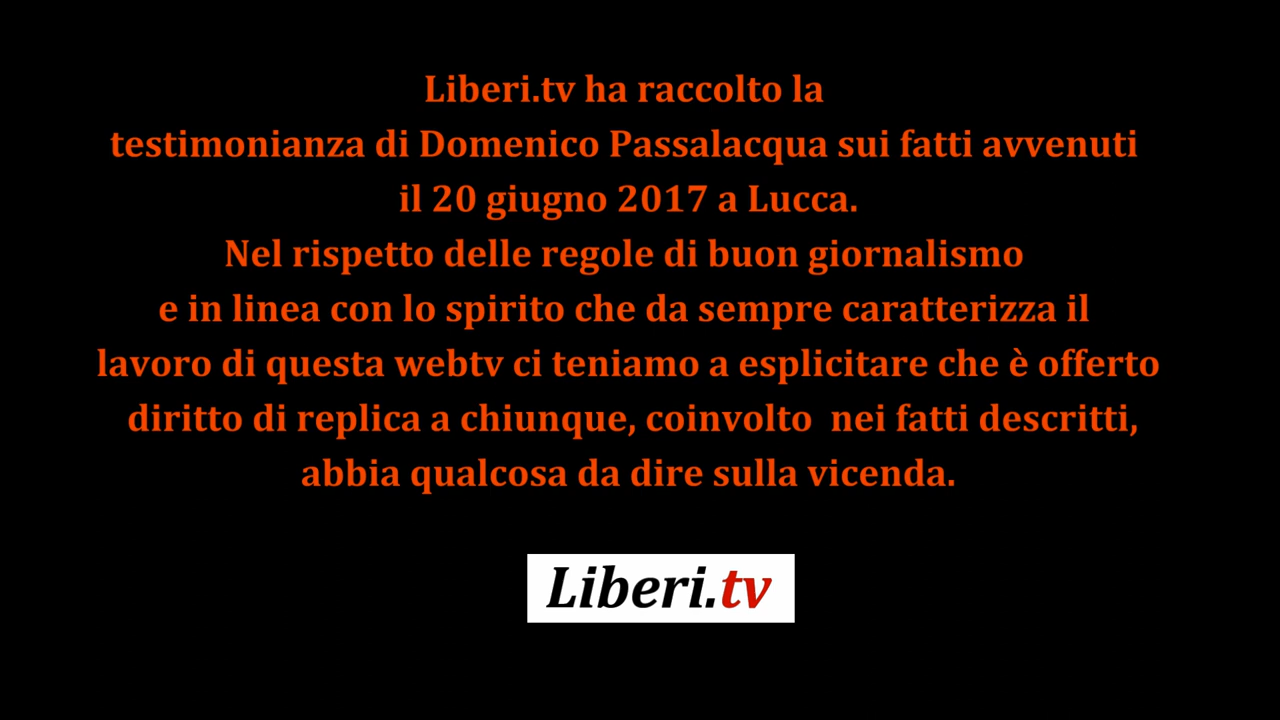 Liberi.tv ha raccolto la
testimonianza di Domenico Passalacqua sui fatti avvenuti
il 20 giugno 2017 a Lucca.
Nel rispetto delle regole di buon giornalismo
e in linea con lo spirito che da sempre caratterizza il
lavoro di questa webtv ci teniamo a esplicitare che è offerto
diritto di replica a chiunque, coinvolto  nei fatti descritti,
abbia qualcosa da dire sulla vicenda.
Liberi.tv